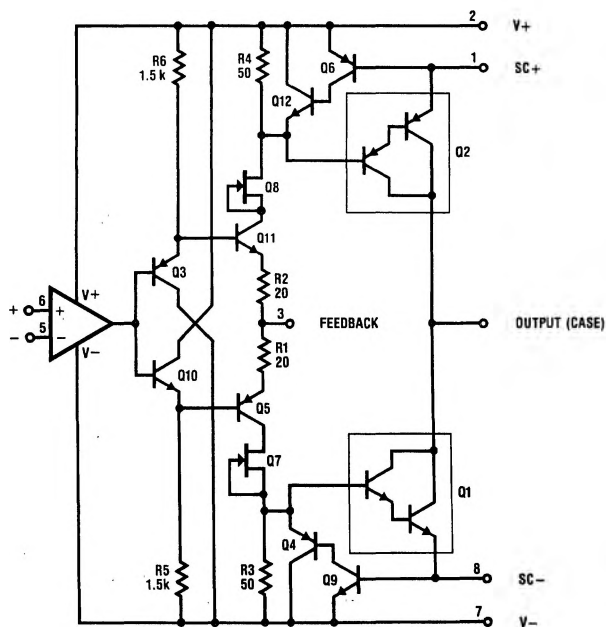 2
V+
R6
1.5 k
R4
50
Q6
1
SC+
Q12
Q2
Q8
Q11
Q3
V+
R2
20
+ 6 +
3 FEEDBACK
OUTPUT (CASE)
− 5 −
V−
R1
20
Q10
Q5
Q7
Q1
R5
1.5k
R3
50
Q4
Q9
8
SC−
7
V−